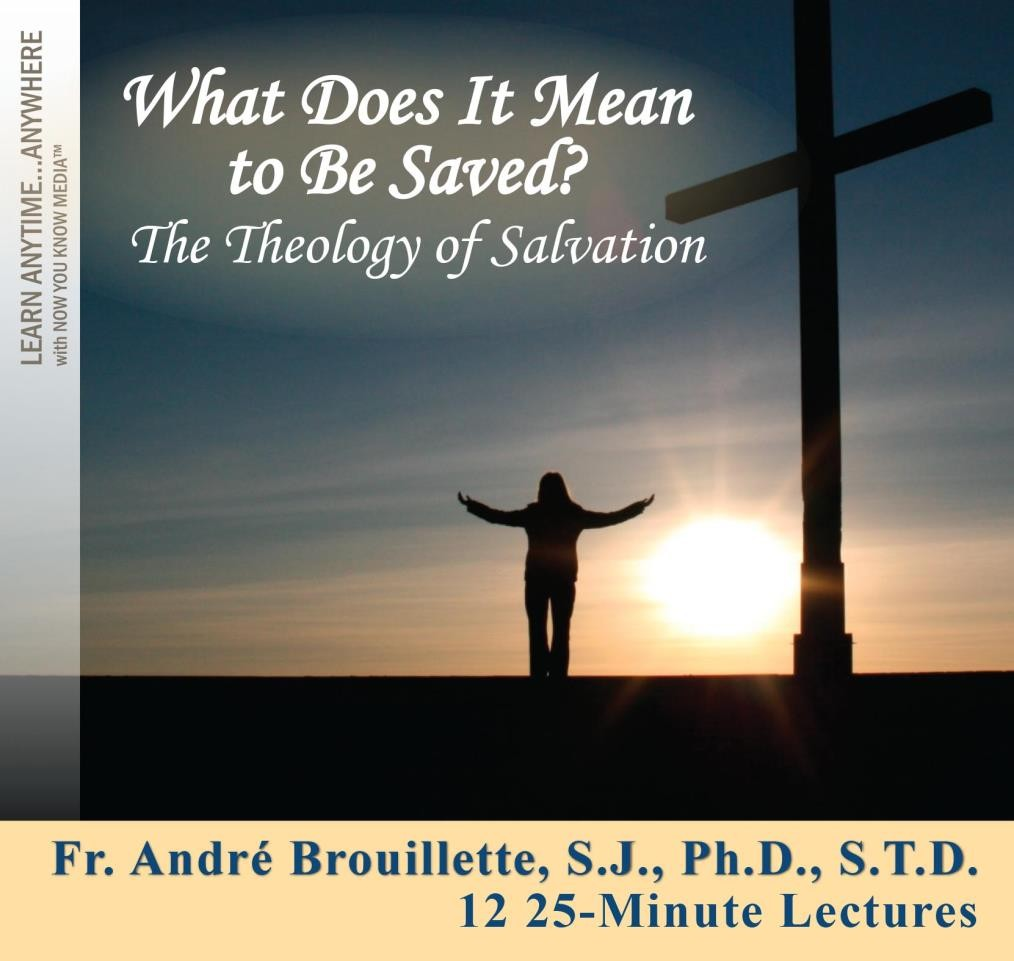 LEARN ANYTIME...ANYWHERE
with NOW YOU KNOW MEDIA™
What Does It Mean
to Be Saved?
The Theology of Salvation
Fr. André Brouillette, S.J., Ph.D., S.T.D.
12 25-Minute Lectures